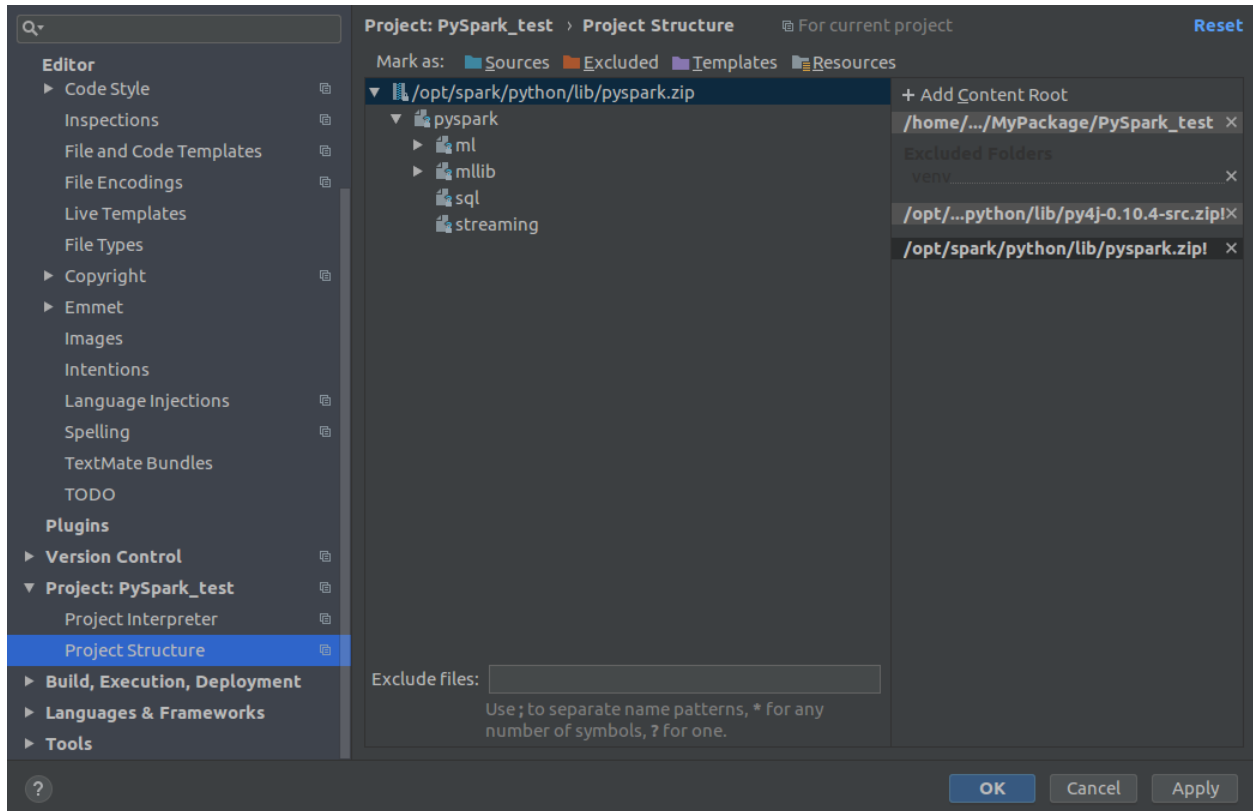 Editor
Code Style
Inspections
File and Code Templates
File Encodings
Live Templates
File Types
Copyright
Emmet
Images
Intentions
Language Injections
Spelling
TextMate Bundles
TODO
Plugins
Version Control
Project: PySpark_test
Project Interpreter
Project Structure
Build, Execution, Deployment
Languages & Frameworks
Tools
?
Project: PySpark_test › Project Structure For current project Reset
Mark as: Sources Excluded Templates Resources
/opt/spark/python/lib/pyspark.zip
pyspark
ml
mllib
sql
streaming
Exclude files:
Use ; to separate name patterns, * for any
number of symbols, ? for one.
+ Add Content Root
/home/.../MyPackage/PySpark_test ×
Excluded Folders
venv ×
/opt/...python/lib/py4j-0.10.4-src.zip! ×
/opt/spark/python/lib/pyspark.zip! ×
OK Cancel Apply